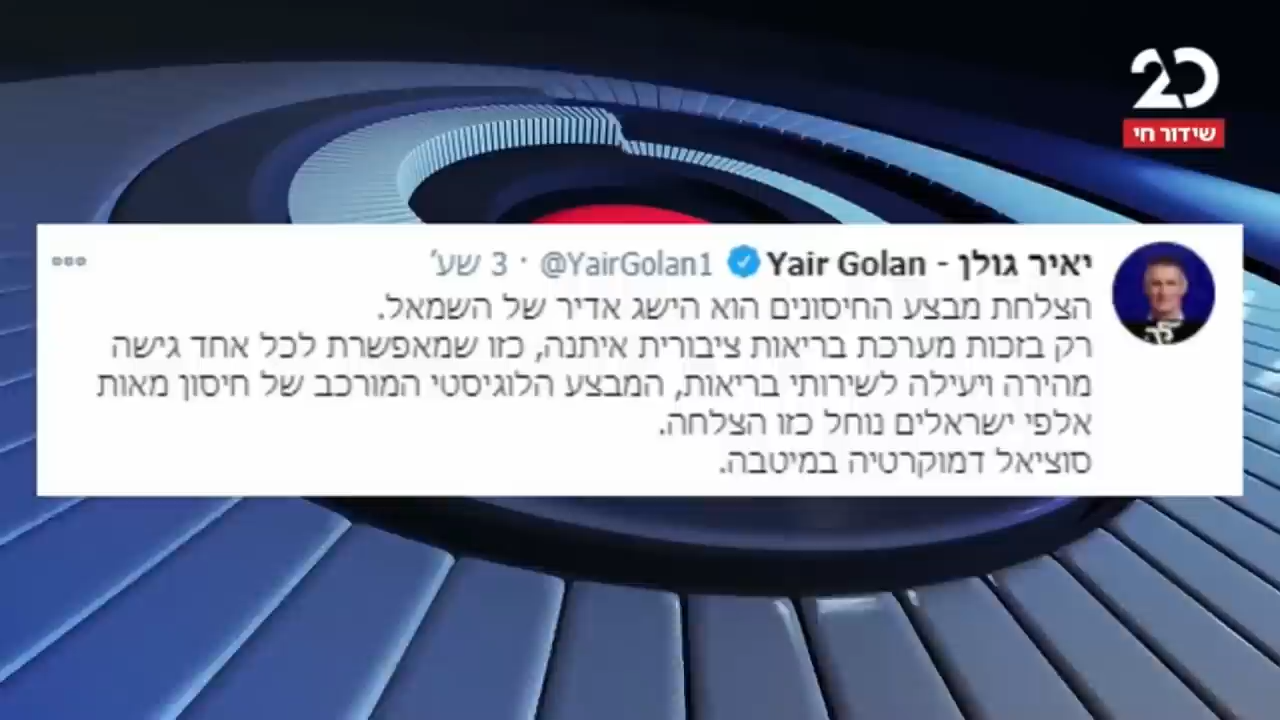 20
שידור חי
יאיר גולן - Yair Golan @YairGolan1 · 3 שע'
הצלחת מבצע החיסונים הוא הישג אדיר של השמאל.
רק בזכות מערכת בריאות ציבורית איתנה, כזו שמאפשרת לכל אחד גישה
מהירה ויעילה לשירותי בריאות, המבצע הלוגיסטי המורכב של חיסון מאות
אלפי ישראלים נוחל כזו הצלחה.
סוציאל דמוקרטיה במיטבה.